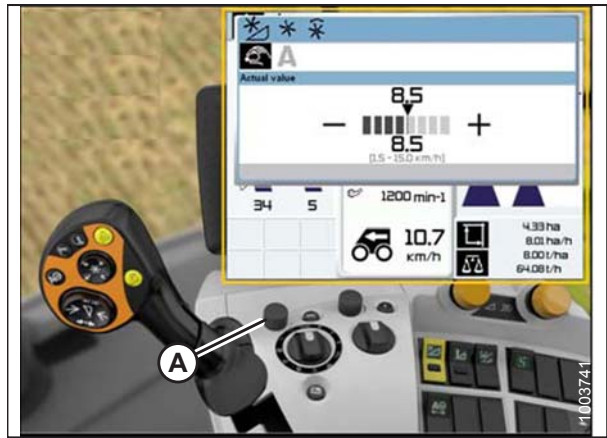 A
Actual value
8.5
8.5
[1.5 - 15.0 km/h]
34
5
1200 min-1
10.7
km/h
4.33 ha
8.01 ha/h
8.00 t/ha
64.08 t/h
A
1003741